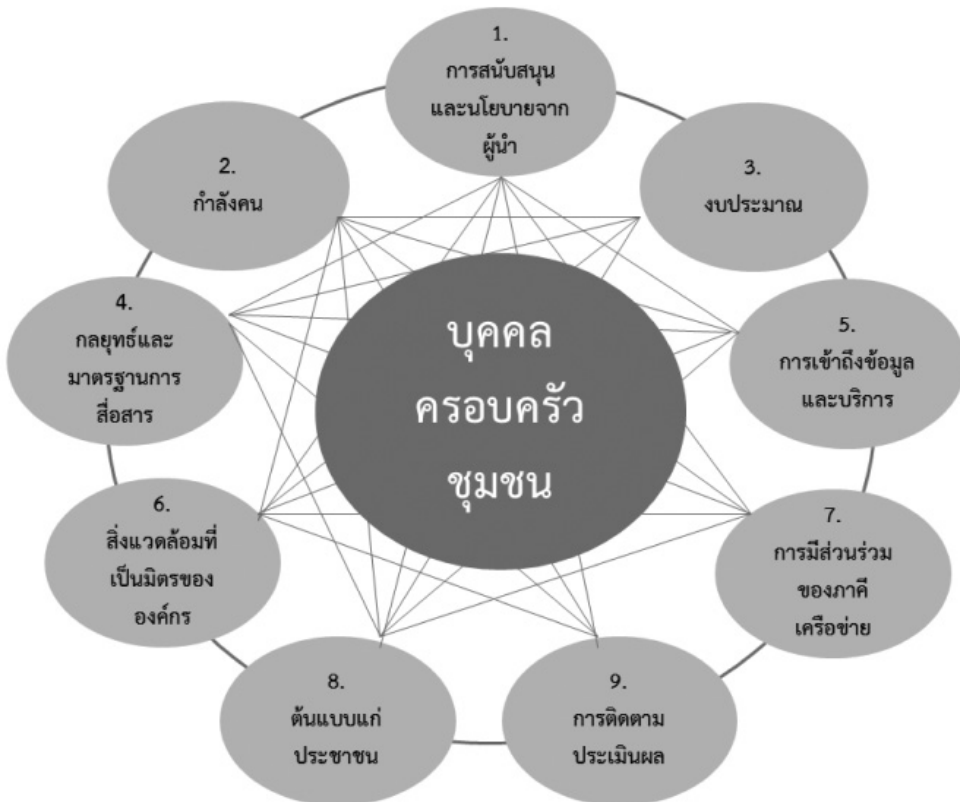 1.
การสนับสนุน
และนโยบายจาก
ผู้นำ
2.
กำลังคน
3.
งบประมาณ
4.
กลยุทธ์และ
มาตรฐานการ
สื่อสาร
5.
การเข้าถึงข้อมูล
และบริการ
6.
สิ่งแวดล้อมที่
เป็นมิตรของ
องค์กร
7.
การมีส่วนร่วม
ของภาคี
เครือข่าย
8.
ต้นแบบแก่
ประชาชน
9.
การติดตาม
ประเมินผล
บุคคล
ครอบครัว
ชุมชน